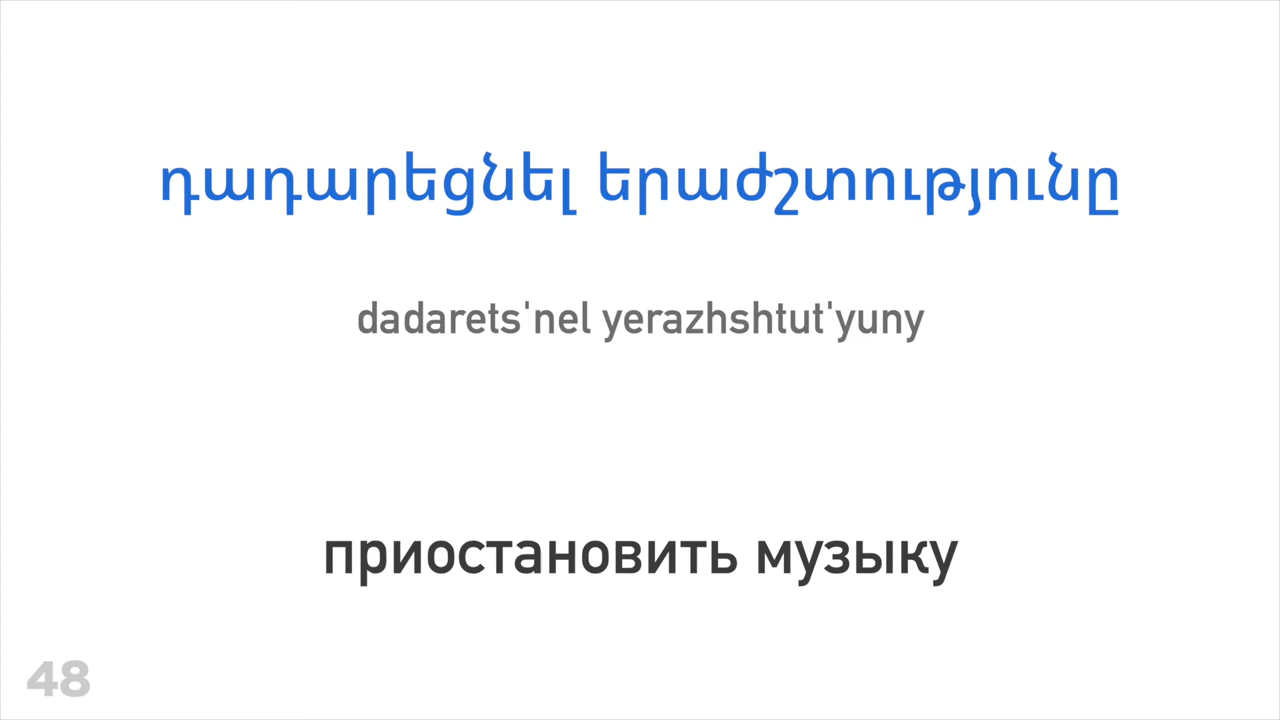 դադարեցնել երաժշտությունը
dadarets'nel yerazhshtut'yuny
приостановить музыку
48